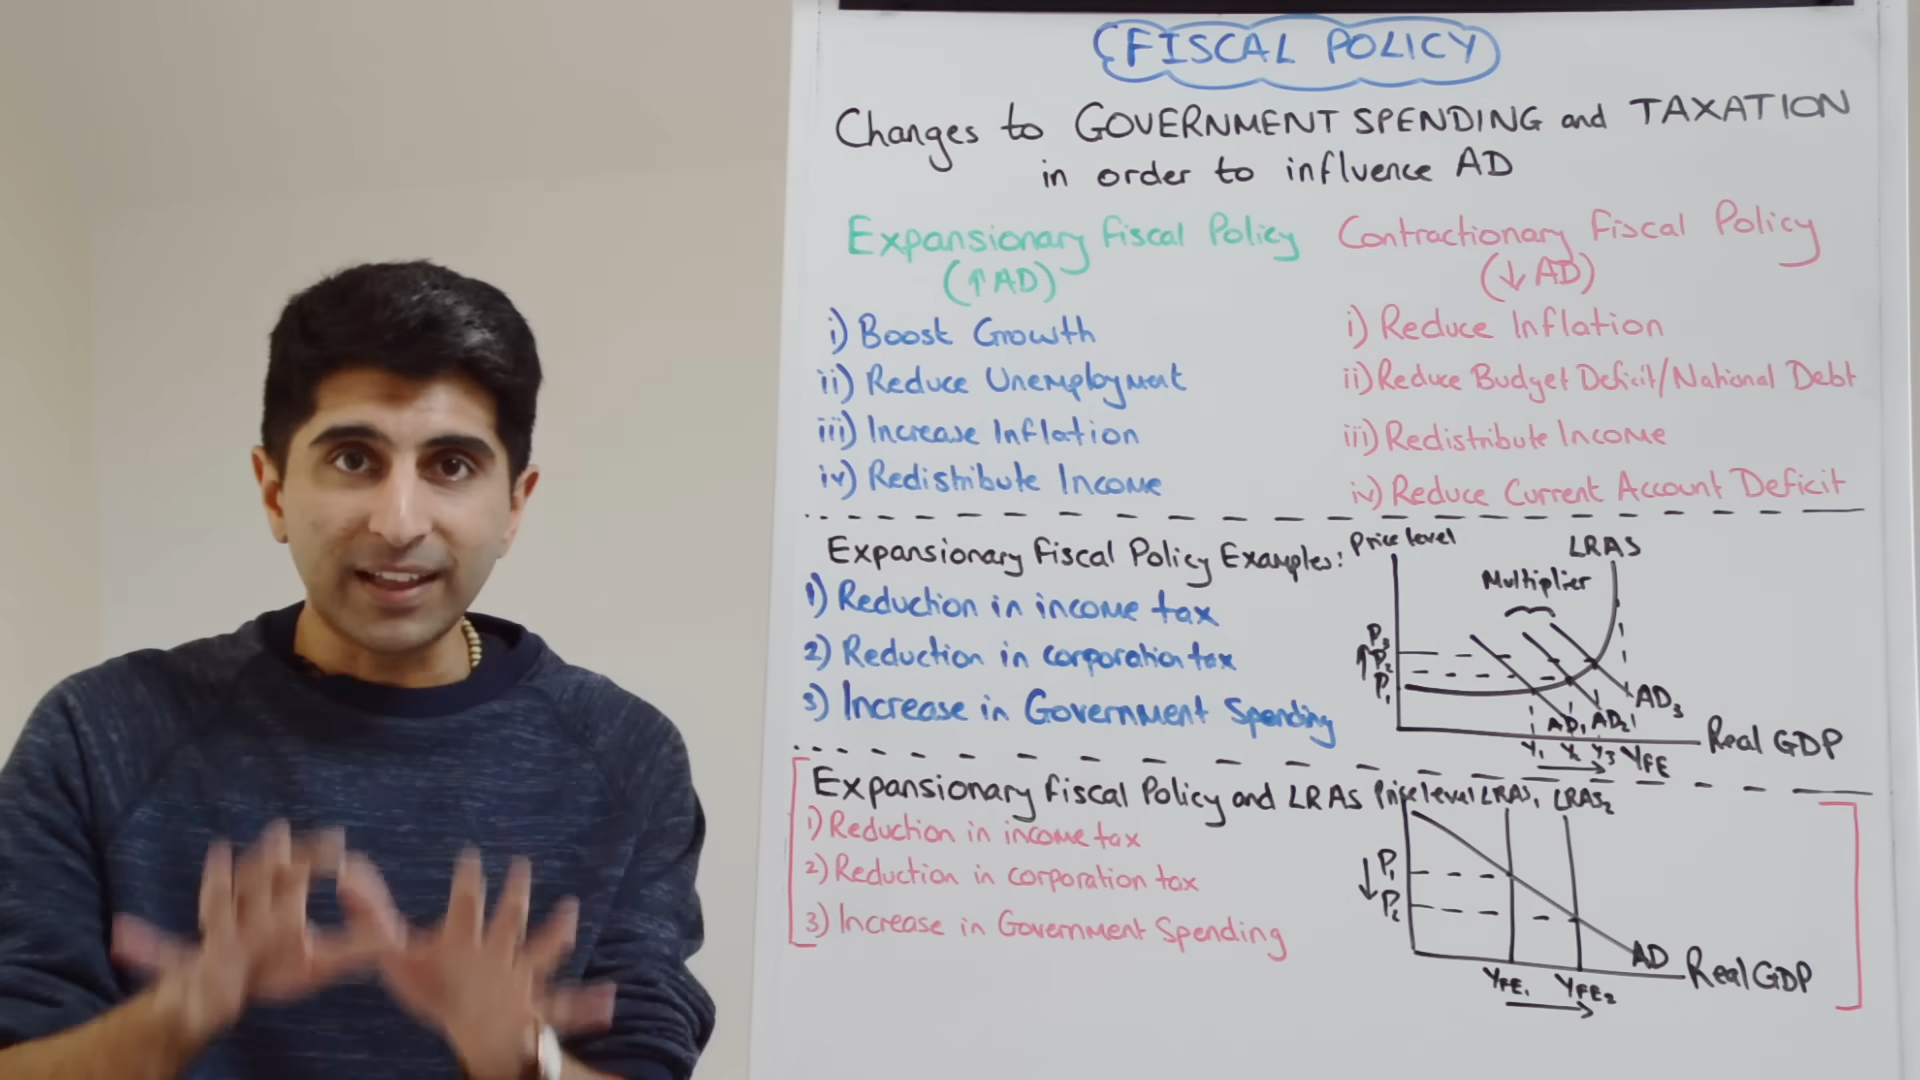 FISCAL POLICY
Changes to GOVERNMENT SPENDING and TAXATION
in order to influence AD
Expansionary Fiscal Policy
(↑AD)
i) Boost Growth
ii) Reduce Unemployment
iii) Increase Inflation
iv) Redistribute Income
Contractionary Fiscal Policy
(↓ AD)
i) Reduce Inflation
ii) Reduce Budget Deficit/National Debt
iii) Redistribute Income
iv) Reduce Current Account Deficit
Expansionary Fiscal Policy Examples:
1) Reduction in income tax
2) Reduction in corporation tax
3) Increase in Government Spending
Price level
LRAS
Multiplier
P3
↑P2
P1
AD1 AD2 AD3
Real GDP
Y1 Y2 Y3 YFE
Expansionary Fiscal Policy and LRAS
1) Reduction in income tax
2) Reduction in corporation tax
3) Increase in Government Spending
Price level LRAS1 LRAS2
↓ P1
P2
AD
Real GDP
YFE1 YFE2